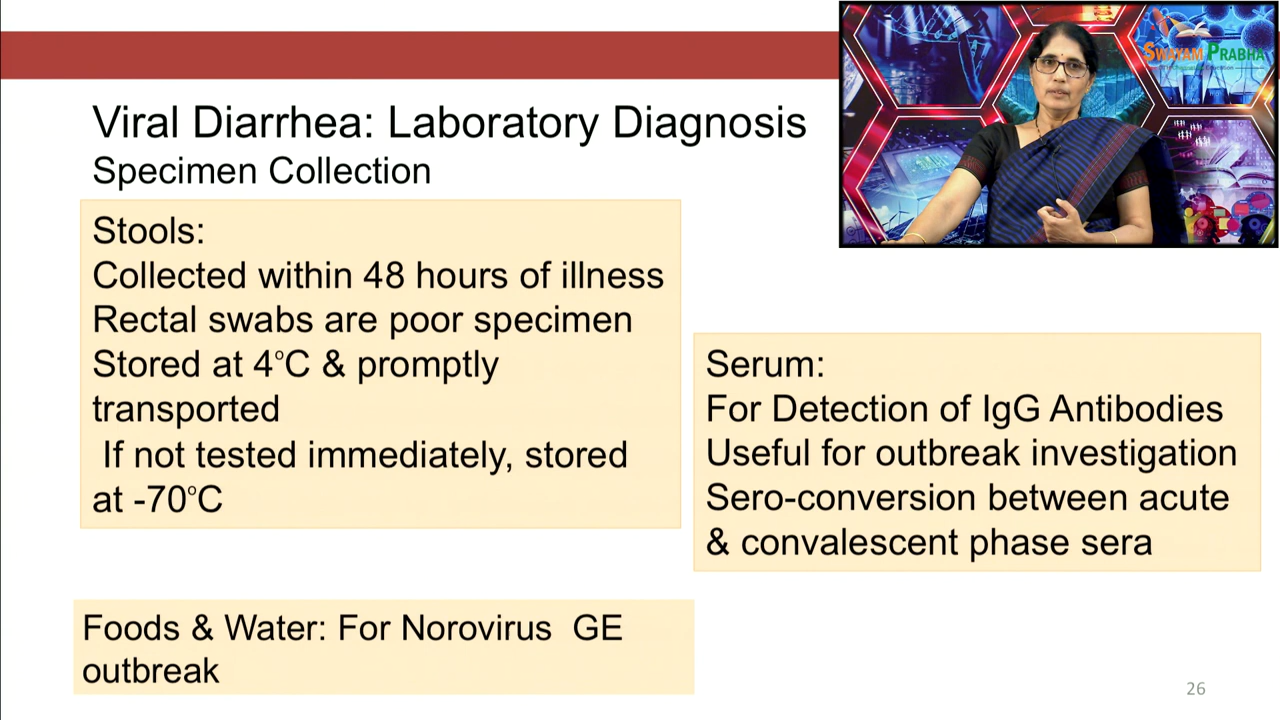 Viral Diarrhea: Laboratory Diagnosis
Specimen Collection
Stools:
Collected within 48 hours of illness
Rectal swabs are poor specimen
Stored at 4°C & promptly
transported
If not tested immediately, stored
at -70°C
Serum:
For Detection of IgG Antibodies
Useful for outbreak investigation
Sero-conversion between acute
& convalescent phase sera
Foods & Water: For Norovirus GE
outbreak
26
SWAYAM PRABHA